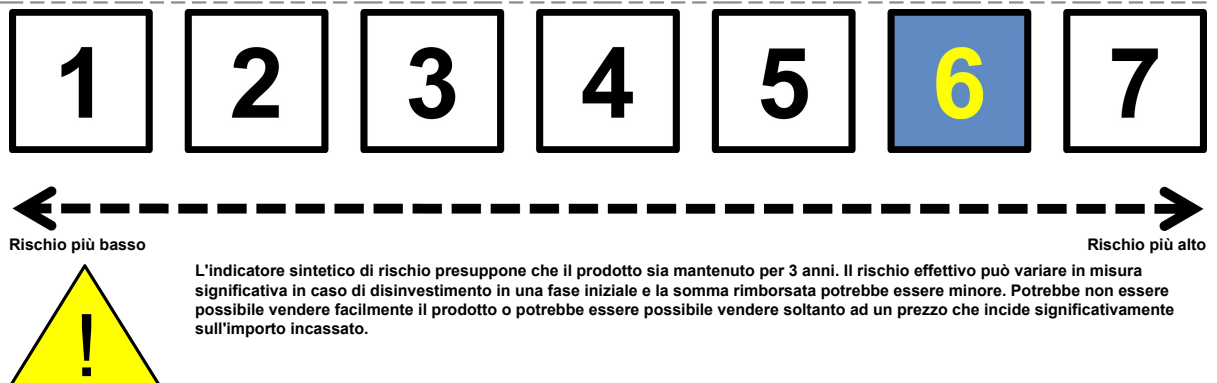 1 2 3 4 5 6 7
Rischio più basso Rischio più alto
L'indicatore sintetico di rischio presuppone che il prodotto sia mantenuto per 3 anni. Il rischio effettivo può variare in misura
significativa in caso di disinvestimento in una fase iniziale e la somma rimborsata potrebbe essere minore. Potrebbe non essere
possibile vendere facilmente il prodotto o potrebbe essere possibile vendere soltanto ad un prezzo che incide significativamente
sull'importo incassato.
!